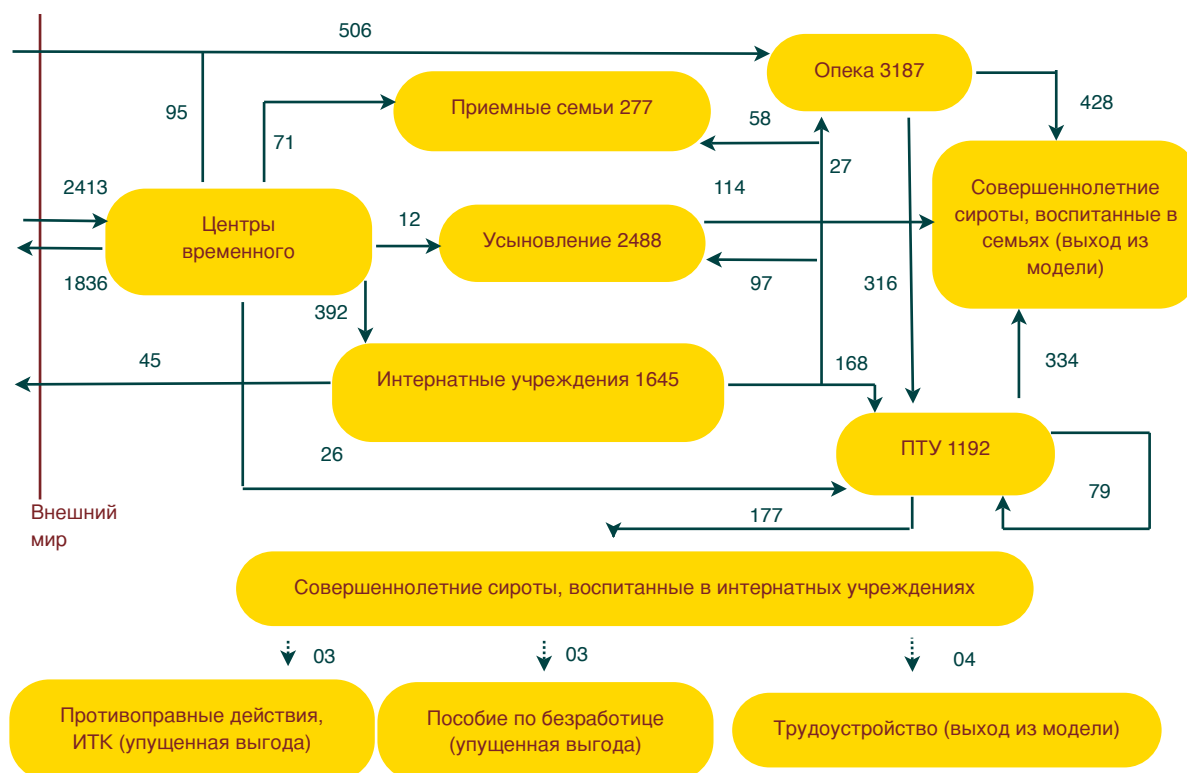 506
Опека 3187
95
71
Приемные семьи 277
58
428
27
2413
Центры
временного
12
Усыновление 2488
114
Совершеннолетние
сироты, воспитанные в
семьях (выход из
модели)
1836
392
97
316
45
Интернатные учреждения 1645
168
334
26
ПТУ 1192
79
Внешний
мир
177
Совершеннолетние сироты, воспитанные в интернатных учреждениях
03
03
04
Противоправные действия,
ИТК (упущенная выгода)
Пособие по безработице
(упущенная выгода)
Трудоустройство (выход из модели)